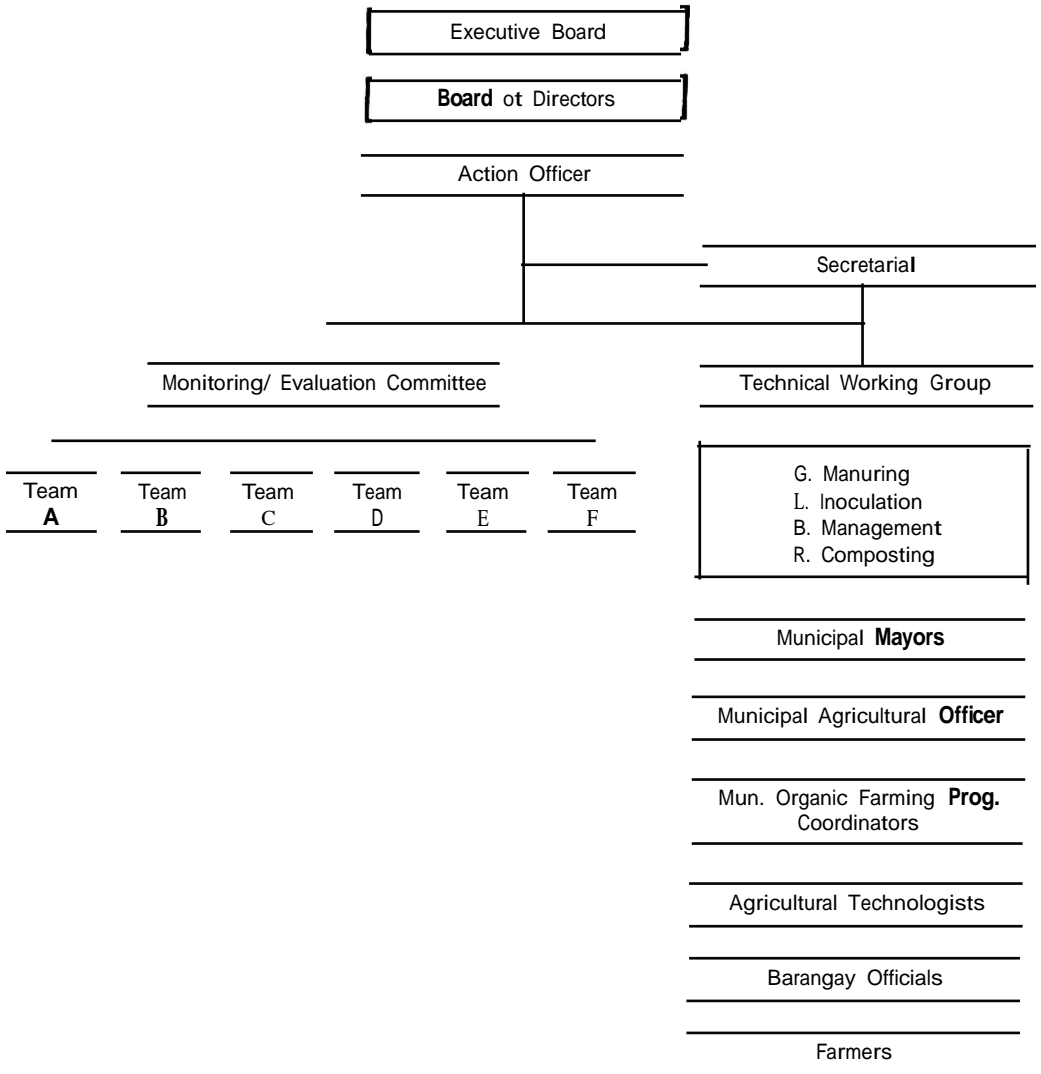 Executive Board
Board ot Directors
Action Officer
Secretarial
Monitoring/ Evaluation Committee
Technical Working Group
Team A
Team B
Team C
Team D
Team E
Team F
G. Manuring
L. Inoculation
B. Management
R. Composting
Municipal Mayors
Municipal Agricultural Officer
Mun. Organic Farming Prog.
Coordinators
Agricultural Technologists
Barangay Officials
Farmers